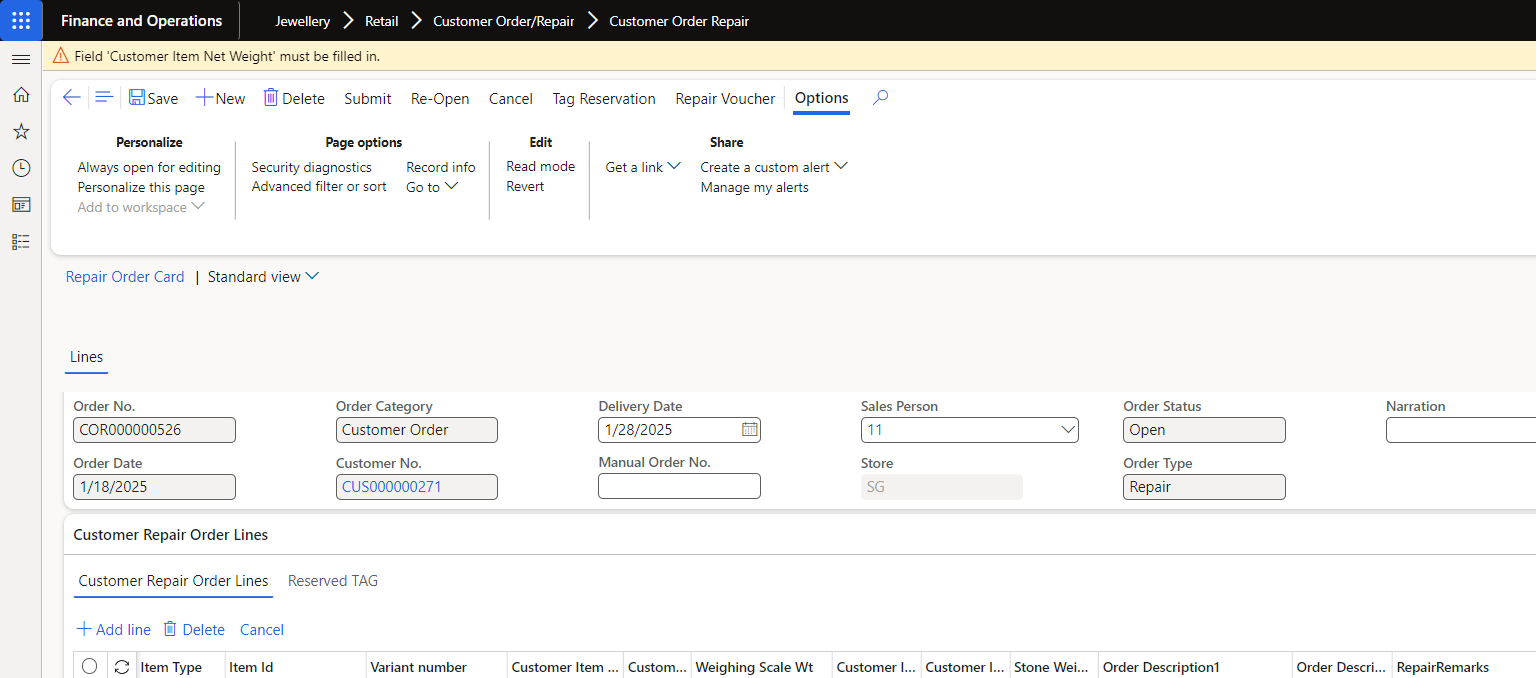 Finance and Operations Jewellery Retail Customer Order/Repair Customer Order Repair
Field 'Customer Item Net Weight' must be filled in.
Save New Delete Submit Re-Open Cancel Tag Reservation Repair Voucher Options
Personalize Page options Edit Share
Always open for editing Security diagnostics Record info Read mode Get a link Create a custom alert
Personalize this page Advanced filter or sort Go to Revert Manage my alerts
Add to workspace
Repair Order Card | Standard view
Lines
Order No. Order Category Delivery Date Sales Person Order Status Narration
COR000000526 Customer Order 1/28/2025 11 Open
Order Date Customer No. Manual Order No. Store Order Type
1/18/2025 CUS000000271 SG Repair
Customer Repair Order Lines
Customer Repair Order Lines Reserved TAG
Add line Delete Cancel
Item Type Item Id Variant number Customer Item ... Custom... Weighing Scale Wt Customer I... Customer I... Stone Wei... Order Description1 Order Descri... RepairRemarks